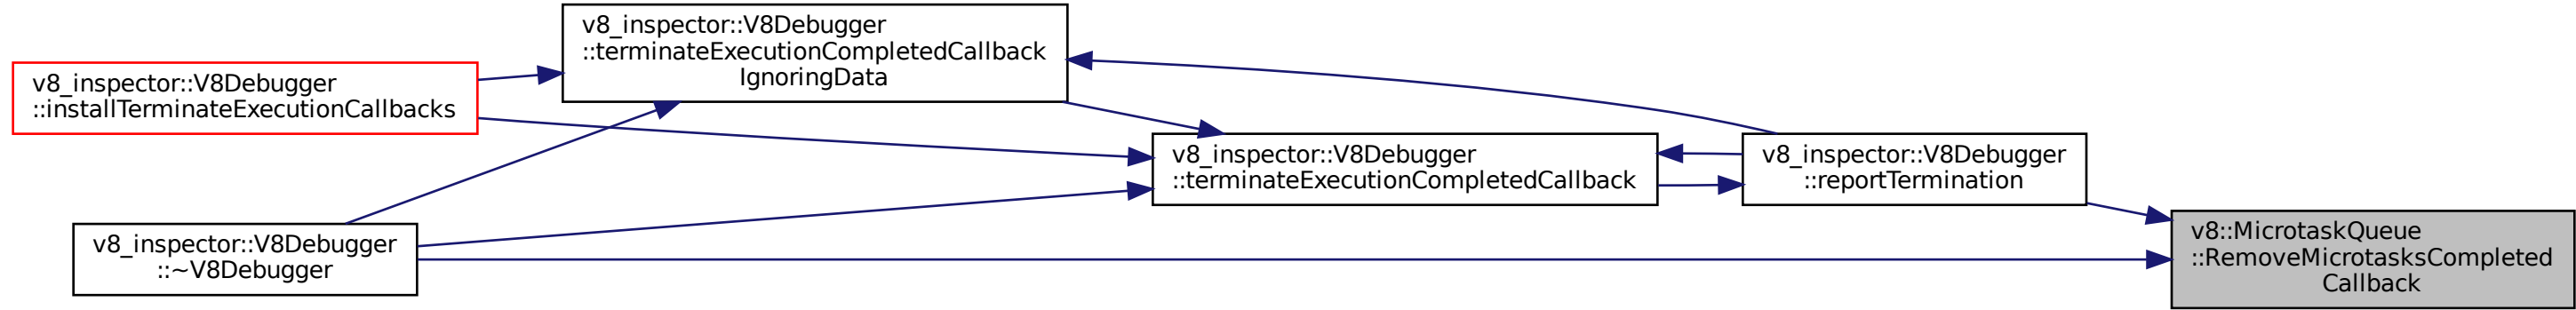 v8_inspector::V8Debugger
::terminateExecutionCompletedCallback
IgnoringData
v8_inspector::V8Debugger
::installTerminateExecutionCallbacks
v8_inspector::V8Debugger
::terminateExecutionCompletedCallback
v8_inspector::V8Debugger
::reportTermination
v8::MicrotaskQueue
::RemoveMicrotasksCompleted
Callback
v8_inspector::V8Debugger
::~V8Debugger